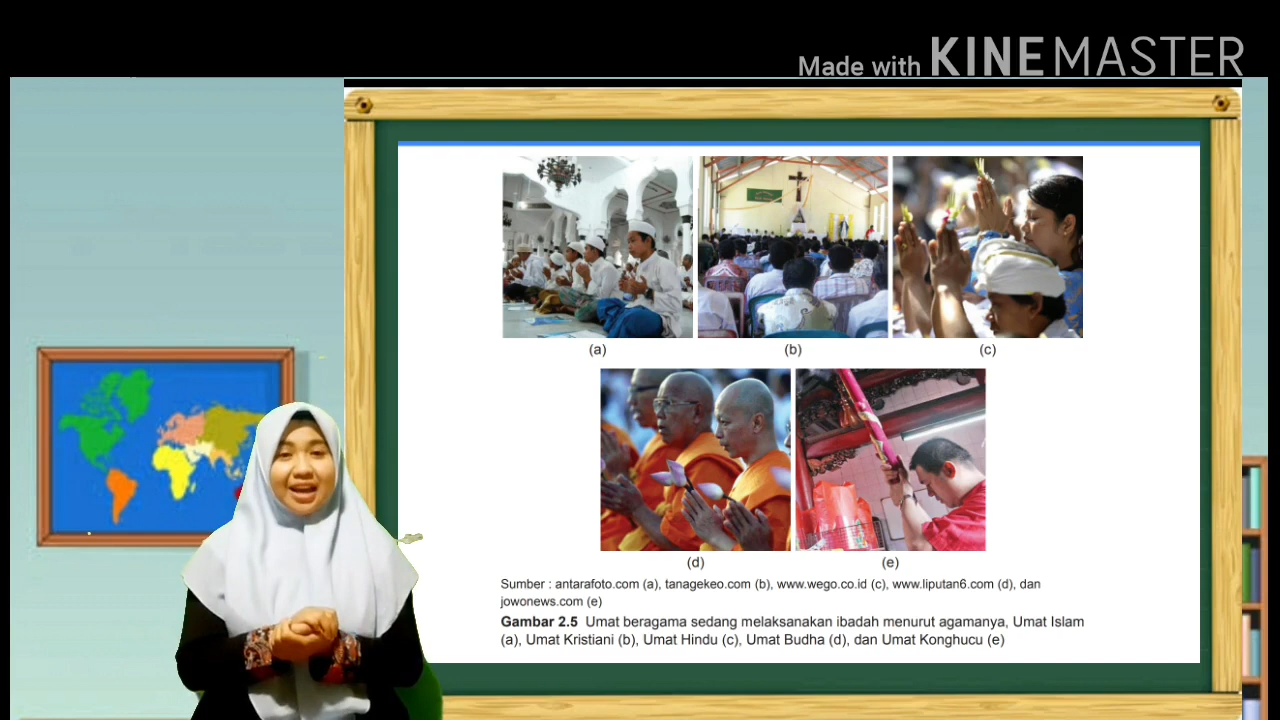 Made with KINEMASTER
(a) (b) (c)
(d) (e)
Sumber : antarafoto.com (a), tanagekeo.com (b), www.wego.co.id (c), www.liputan6.com (d), dan
jowonews.com (e)
Gambar 2.5 Umat beragama sedang melaksanakan ibadah menurut agamanya, Umat Islam
(a), Umat Kristiani (b), Umat Hindu (c), Umat Budha (d), dan Umat Konghucu (e)